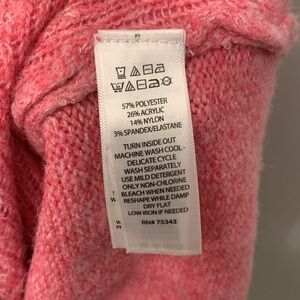 57% POLYESTER
26% ACRYLIC
14% NYLON
3% SPANDEX/ELASTANE
TURN INSIDE OUT
MACHINE WASH COOL -
DELICATE CYCLE
WASH SEPARATELY
USE MILD DETERGENT
ONLY NON-CHLORINE
BLEACH WHEN NEEDED
RESHAPE WHILE DAMP
DRY FLAT
LOW IRON IF NEEDED
RN# 75343